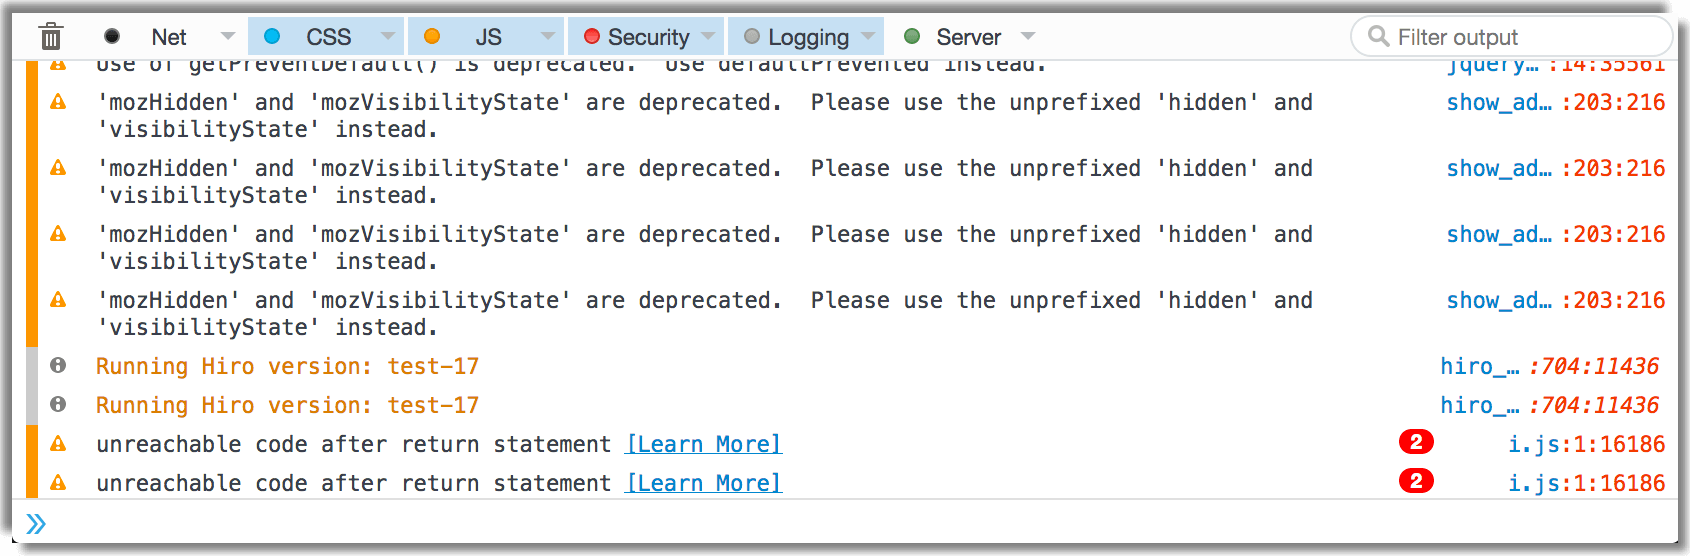 Net CSS JS Security Logging Server Filter output
Use of getPreventDefault() is deprecated.  Use defaultPrevented instead. jquery… :14:35561
'mozHidden' and 'mozVisibilityState' are deprecated.  Please use the unprefixed 'hidden' and show_ad… :203:216
'visibilityState' instead.
'mozHidden' and 'mozVisibilityState' are deprecated.  Please use the unprefixed 'hidden' and show_ad… :203:216
'visibilityState' instead.
'mozHidden' and 'mozVisibilityState' are deprecated.  Please use the unprefixed 'hidden' and show_ad… :203:216
'visibilityState' instead.
'mozHidden' and 'mozVisibilityState' are deprecated.  Please use the unprefixed 'hidden' and show_ad… :203:216
'visibilityState' instead.
Running Hiro version: test-17 hiro_… :704:11436
Running Hiro version: test-17 hiro_… :704:11436
unreachable code after return statement [Learn More] 2 i.js:1:16186
unreachable code after return statement [Learn More] 2 i.js:1:16186